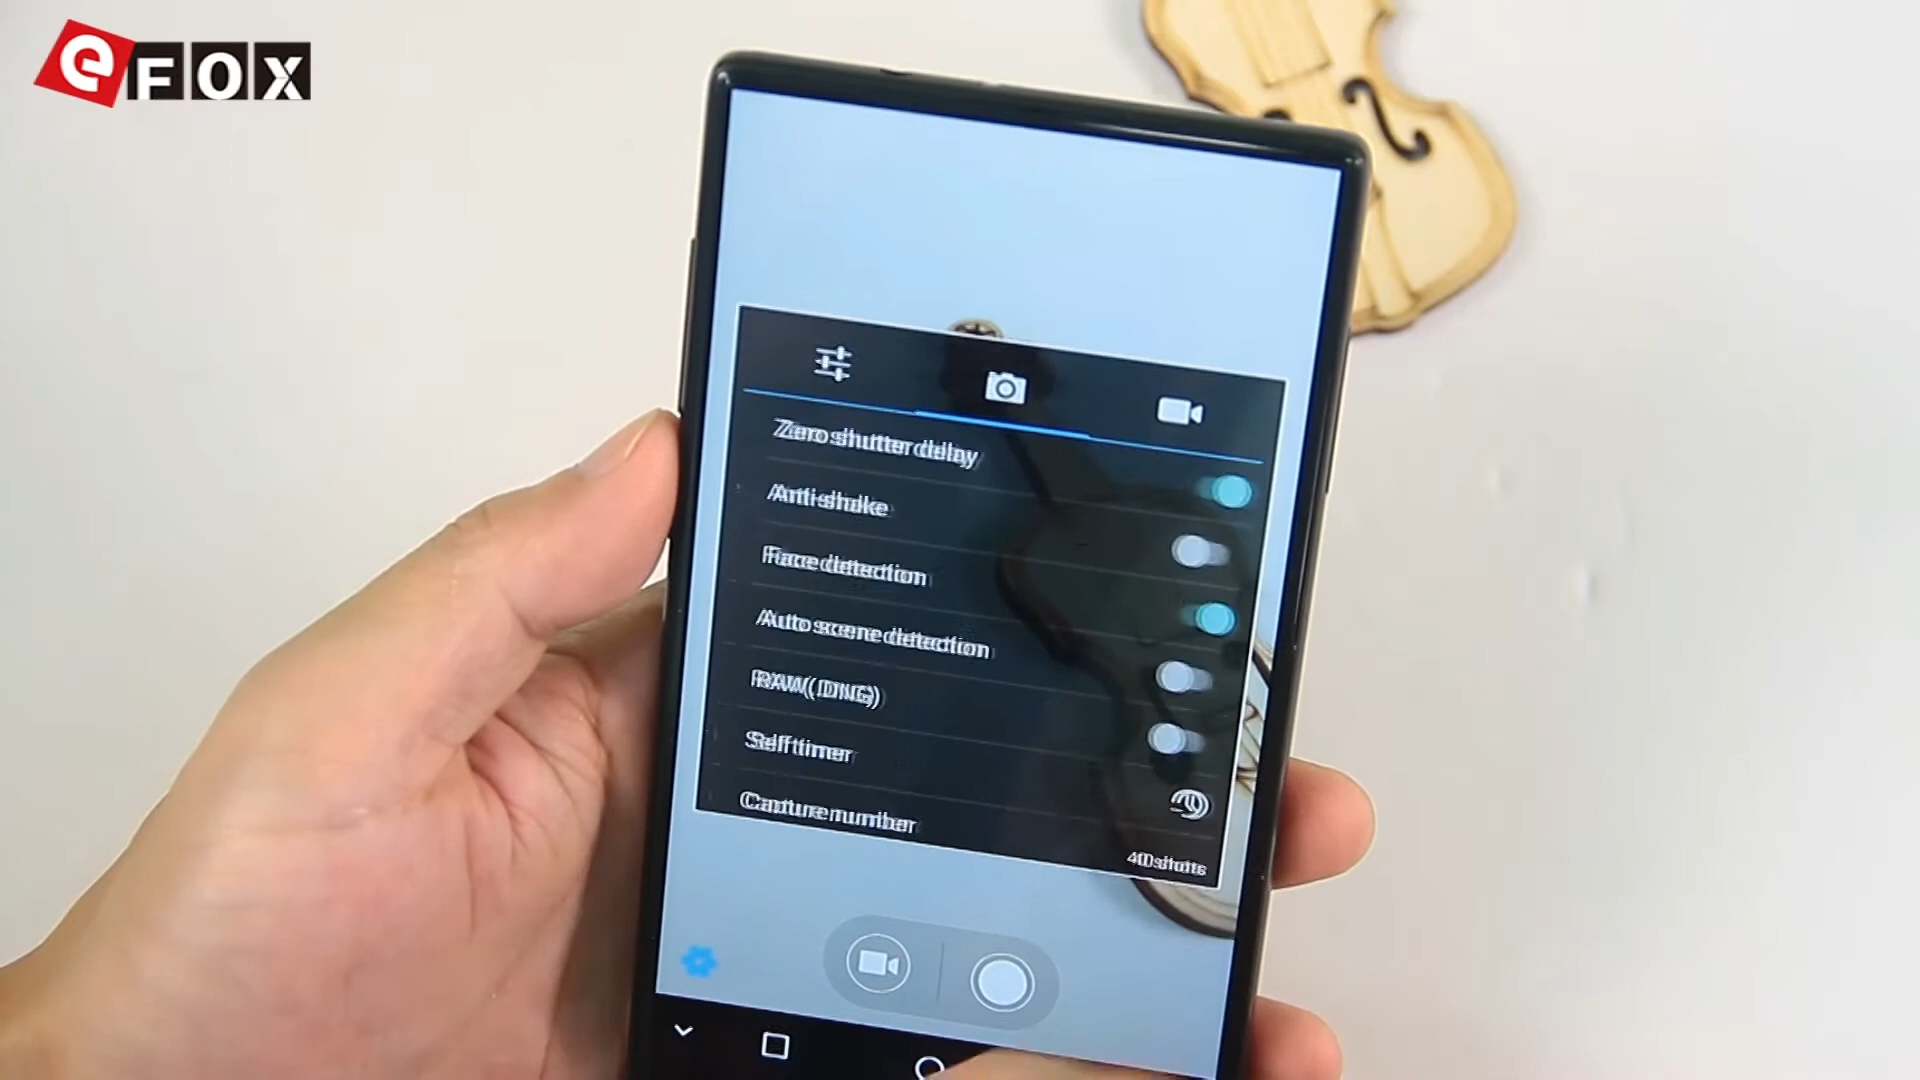 eFOX
Zero shutter delay
Anti-shake
Face detection
Auto scene detection
RAW(.DNG)
Self timer
Capture number
40 shots